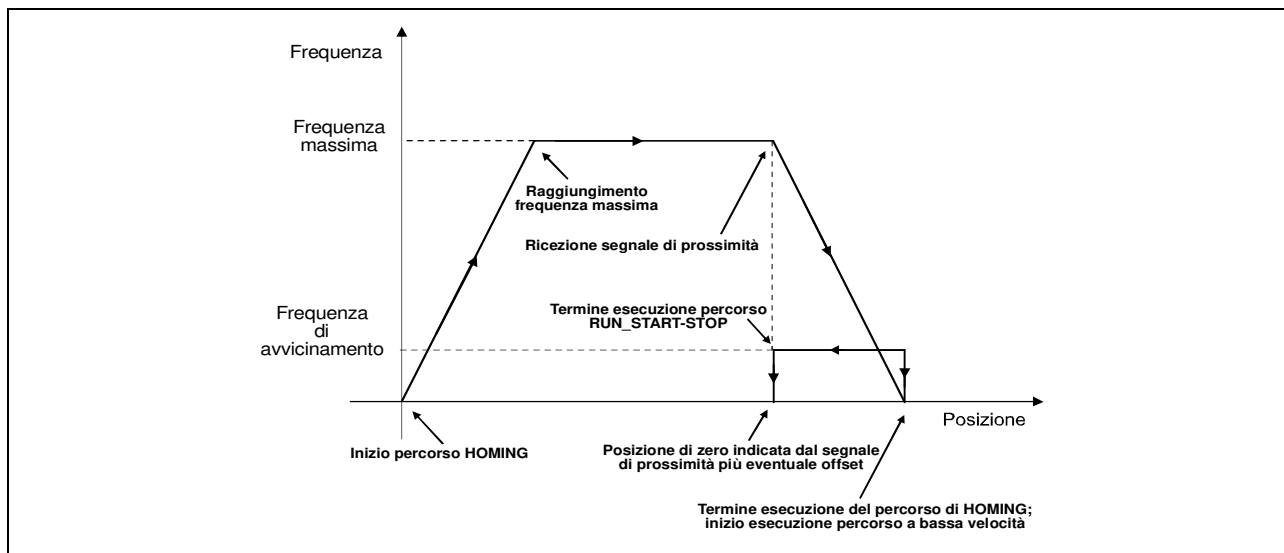 Frequenza
Frequenza
massima
Raggiungimento
frequenza massima
Ricezione segnale di prossimità
Termine esecuzione percorso
RUN_START-STOP
Frequenza
di
avvicinamento
Posizione
Inizio percorso HOMING
Posizione di zero indicata dal segnale
di prossimità più eventuale offset
Termine esecuzione del percorso di HOMING;
inizio esecuzione percorso a bassa velocità